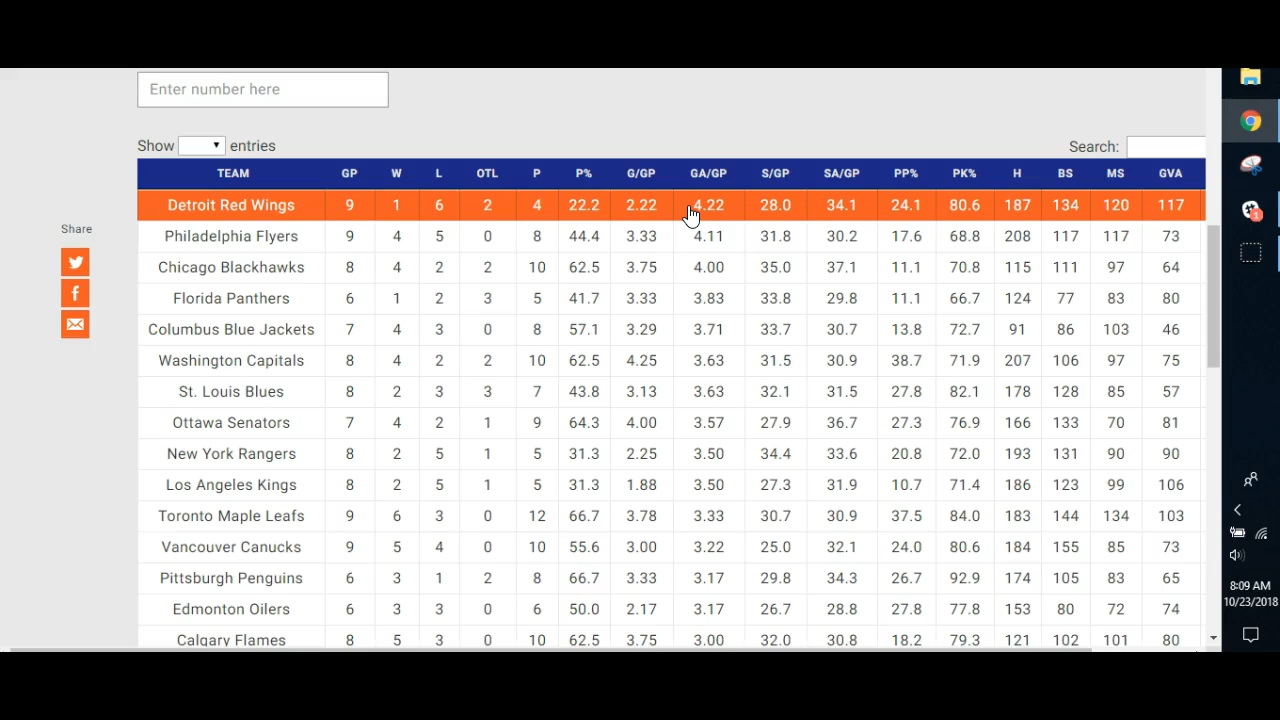 Enter number here
Show entries
Search:
TEAM GP W L OTL P P% G/GP GA/GP S/GP SA/GP PP% PK% H BS MS GVA
Detroit Red Wings 9 1 6 2 4 22.2 2.22 4.22 28.0 34.1 24.1 80.6 187 134 120 117
Philadelphia Flyers 9 4 5 0 8 44.4 3.33 4.11 31.8 30.2 17.6 68.8 208 117 117 73
Chicago Blackhawks 8 4 2 2 10 62.5 3.75 4.00 35.0 37.1 11.1 70.8 115 111 97 64
Florida Panthers 6 1 2 3 5 41.7 3.33 3.83 33.8 29.8 11.1 66.7 124 77 83 80
Columbus Blue Jackets 7 4 3 0 8 57.1 3.29 3.71 33.7 30.7 13.8 72.7 91 86 103 46
Washington Capitals 8 4 2 2 10 62.5 4.25 3.63 31.5 30.9 38.7 71.9 207 106 97 75
St. Louis Blues 8 2 3 3 7 43.8 3.13 3.63 32.1 31.5 27.8 82.1 178 128 85 57
Ottawa Senators 7 4 2 1 9 64.3 4.00 3.57 27.9 36.7 27.3 76.9 166 133 70 81
New York Rangers 8 2 5 1 5 31.3 2.25 3.50 34.4 33.6 20.8 72.0 193 131 90 90
Los Angeles Kings 8 2 5 1 5 31.3 1.88 3.50 27.3 31.9 10.7 71.4 186 123 99 106
Toronto Maple Leafs 9 6 3 0 12 66.7 3.78 3.33 30.7 30.9 37.5 84.0 183 144 134 103
Vancouver Canucks 9 5 4 0 10 55.6 3.00 3.22 25.0 32.1 24.0 80.6 184 155 85 73
Pittsburgh Penguins 6 3 1 2 8 66.7 3.33 3.17 29.8 34.3 26.7 92.9 174 105 83 65
Edmonton Oilers 6 3 3 0 6 50.0 2.17 3.17 26.7 28.8 27.8 77.8 153 80 72 74
Calgary Flames 8 5 3 0 10 62.5 3.75 3.00 32.0 30.8 18.2 79.3 121 102 101 80
Share
1
8:09 AM
10/23/2018